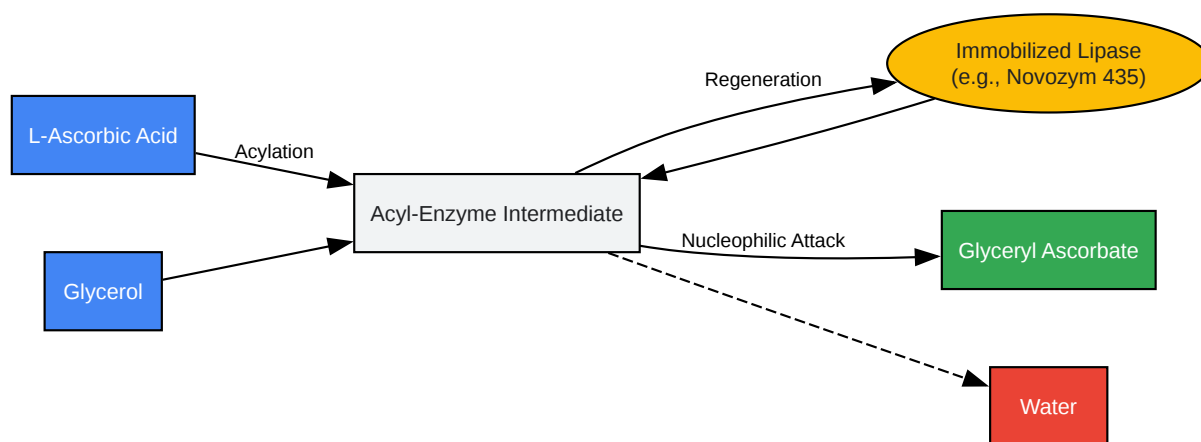 Immobilized Lipase
(e.g., Novozym 435)
Regeneration
L-Ascorbic Acid
Acylation
Acyl-Enzyme Intermediate
Nucleophilic Attack
Glyceryl Ascorbate
Glycerol
Water